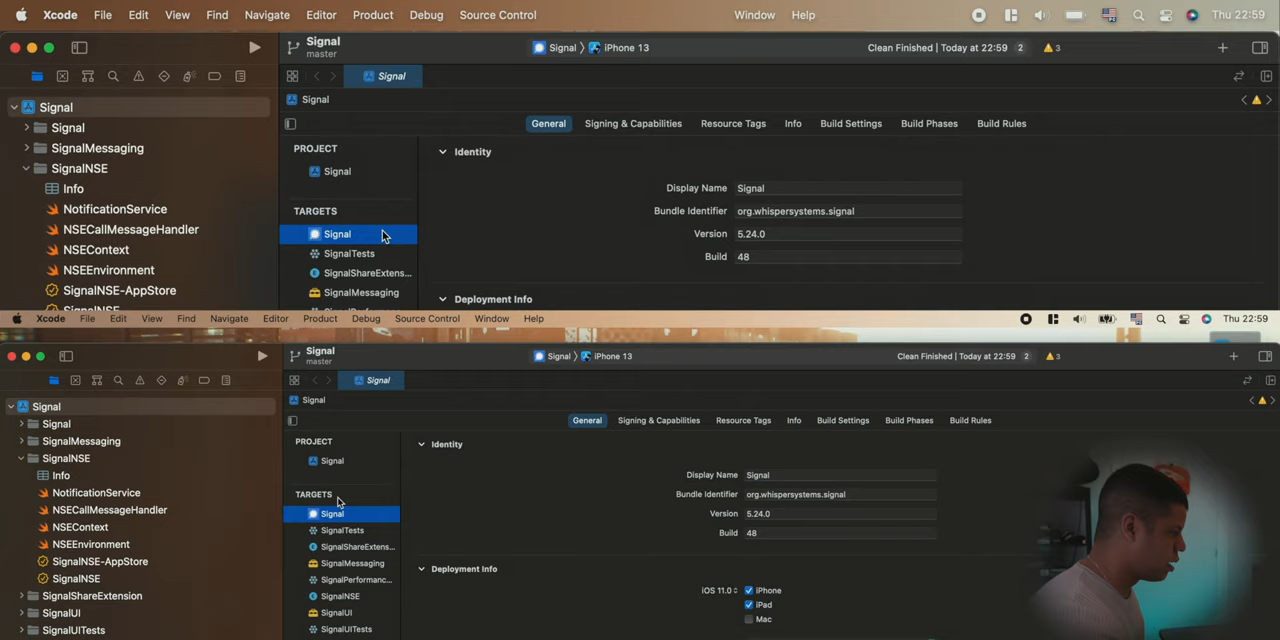 Xcode File Edit View Find Navigate Editor Product Debug Source Control Window Help Thu 22:59
Signal
master
Signal iPhone 13
Clean Finished | Today at 22:59 2 3
Signal
Signal
Signal
Signal
SignalMessaging
SignalNSE
Info
NotificationService
NSECallMessageHandler
NSEContext
NSEEnvironment
SignalNSE-AppStore
SignalNSE
General Signing & Capabilities Resource Tags Info Build Settings Build Phases Build Rules
PROJECT
Signal
TARGETS
Signal
SignalTests
SignalShareExtens...
SignalMessaging
Identity
Display Name Signal
Bundle Identifier org.whispersystems.signal
Version 5.24.0
Build 48
Deployment Info
Xcode File Edit View Find Navigate Editor Product Debug Source Control Window Help Thu 22:59
Signal
master
Signal iPhone 13
Clean Finished | Today at 22:59 2 3
Signal
Signal
Signal
Signal
SignalMessaging
SignalNSE
Info
NotificationService
NSECallMessageHandler
NSEContext
NSEEnvironment
SignalNSE-AppStore
SignalNSE
SignalShareExtension
SignalUI
SignalUITests
General Signing & Capabilities Resource Tags Info Build Settings Build Phases Build Rules
PROJECT
Signal
TARGETS
Signal
SignalTests
SignalShareExtens...
SignalMessaging
SignalPerformanc...
SignalNSE
SignalUI
SignalUITests
Identity
Display Name Signal
Bundle Identifier org.whispersystems.signal
Version 5.24.0
Build 48
Deployment Info
iOS 11.0 iPhone
iPad
Mac